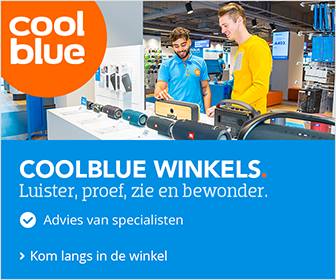 cool
blue
COOLBLUE WINKELS.
Luister, proef, zie en bewonder.
Advies van specialisten
> Kom langs in de winkel